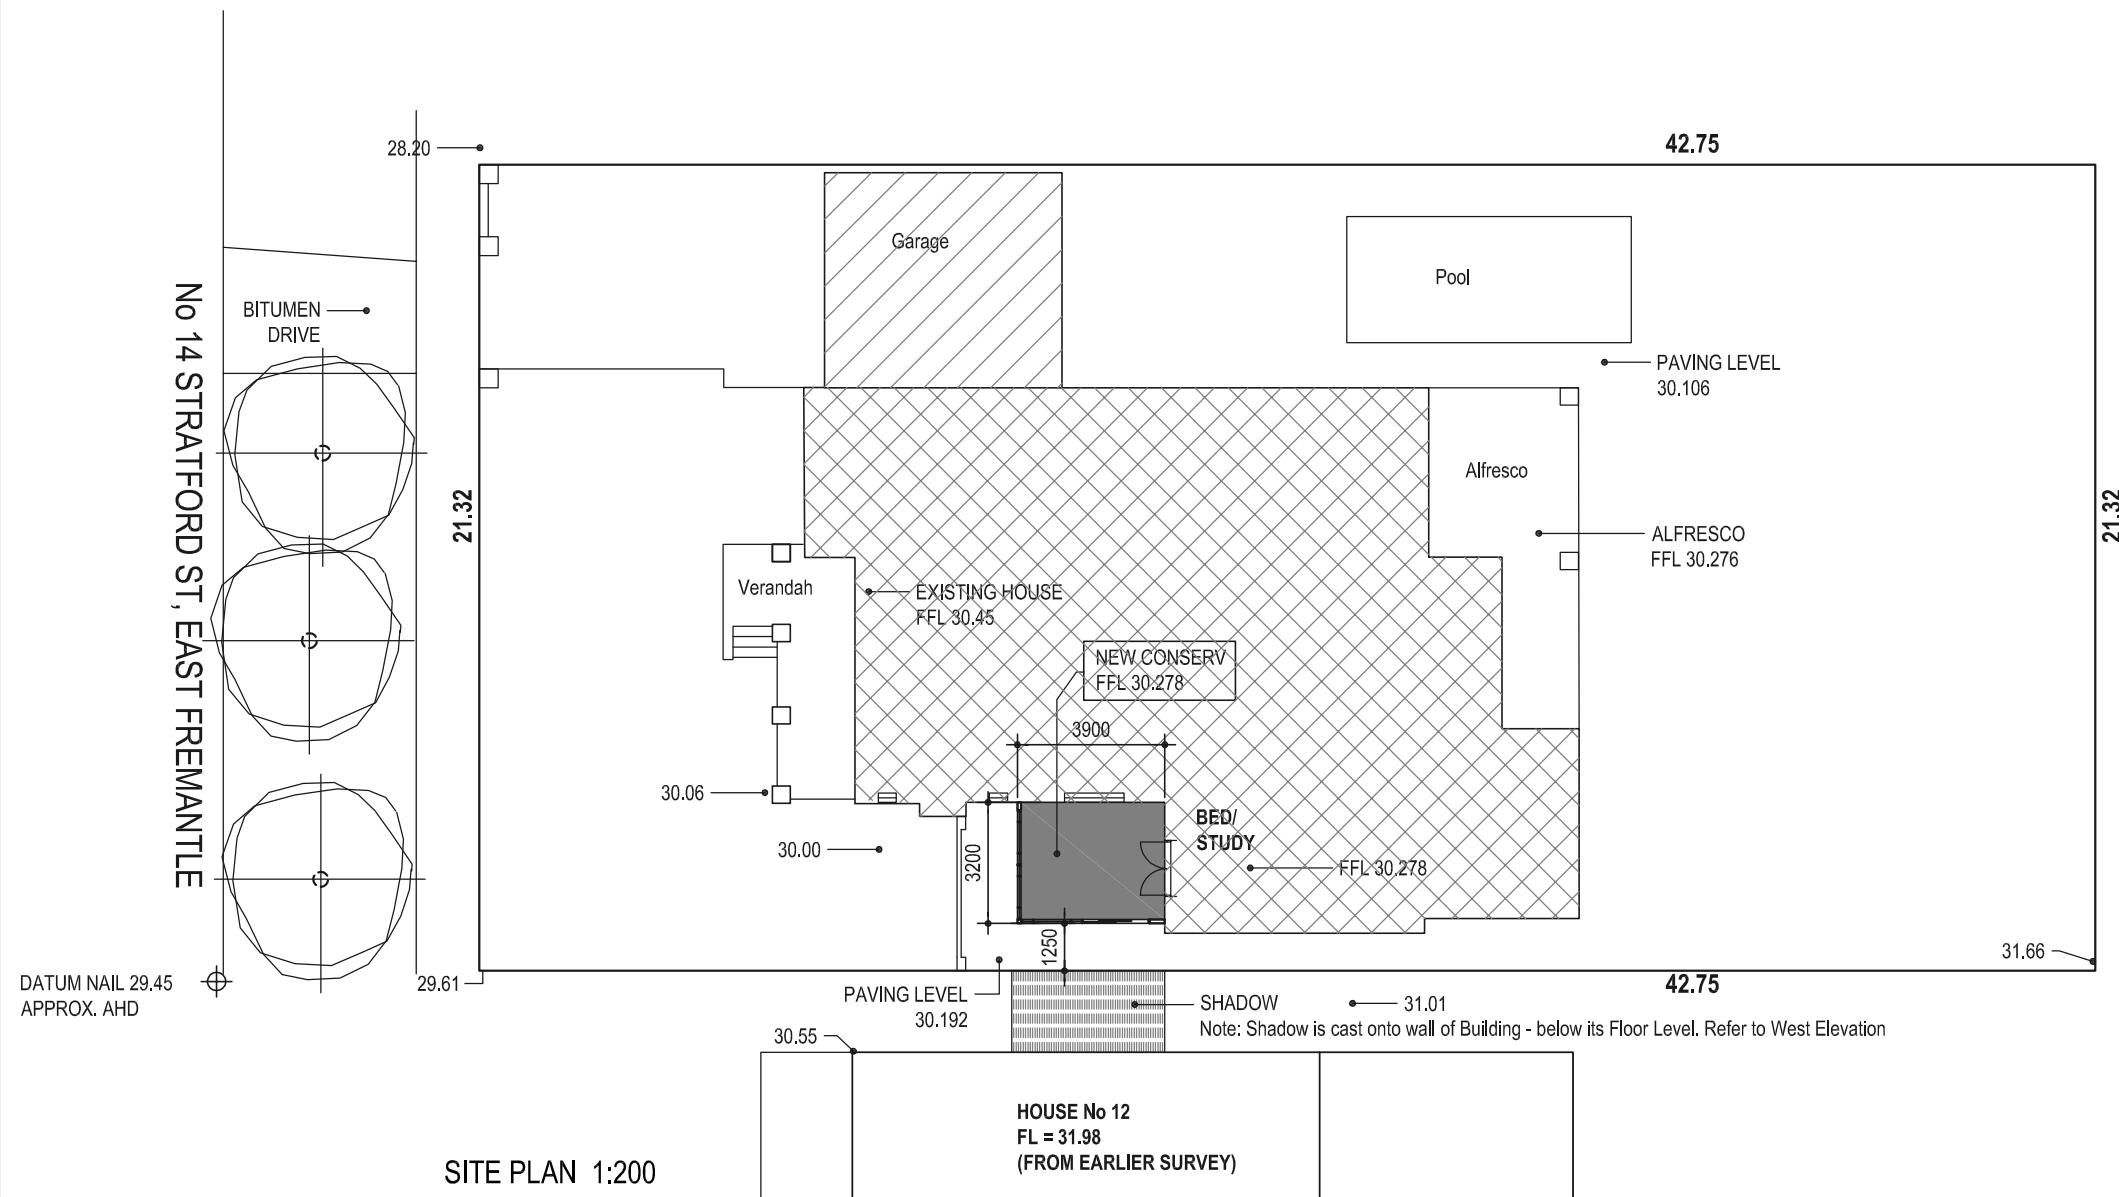 42.75
28.20
Garage
Pool
No 14 STRATFORD ST, EAST FREMANTLE
BITUMEN
DRIVE
PAVING LEVEL
30.106
21.32
Alfresco
21.32
ALFRESCO
FFL 30.276
Verandah
EXISTING HOUSE
FFL 30.45
NEW CONSERV
FFL 30.278
3900
30.06
BED/
STUDY
30.00
3200
FFL 30.278
1250
31.66
DATUM NAIL 29.45
APPROX. AHD
29.61
42.75
PAVING LEVEL
30.192
SHADOW
31.01
Note: Shadow is cast onto wall of Building - below its Floor Level. Refer to West Elevation
30.55
HOUSE No 12
FL = 31.98
(FROM EARLIER SURVEY)
SITE PLAN 1:200